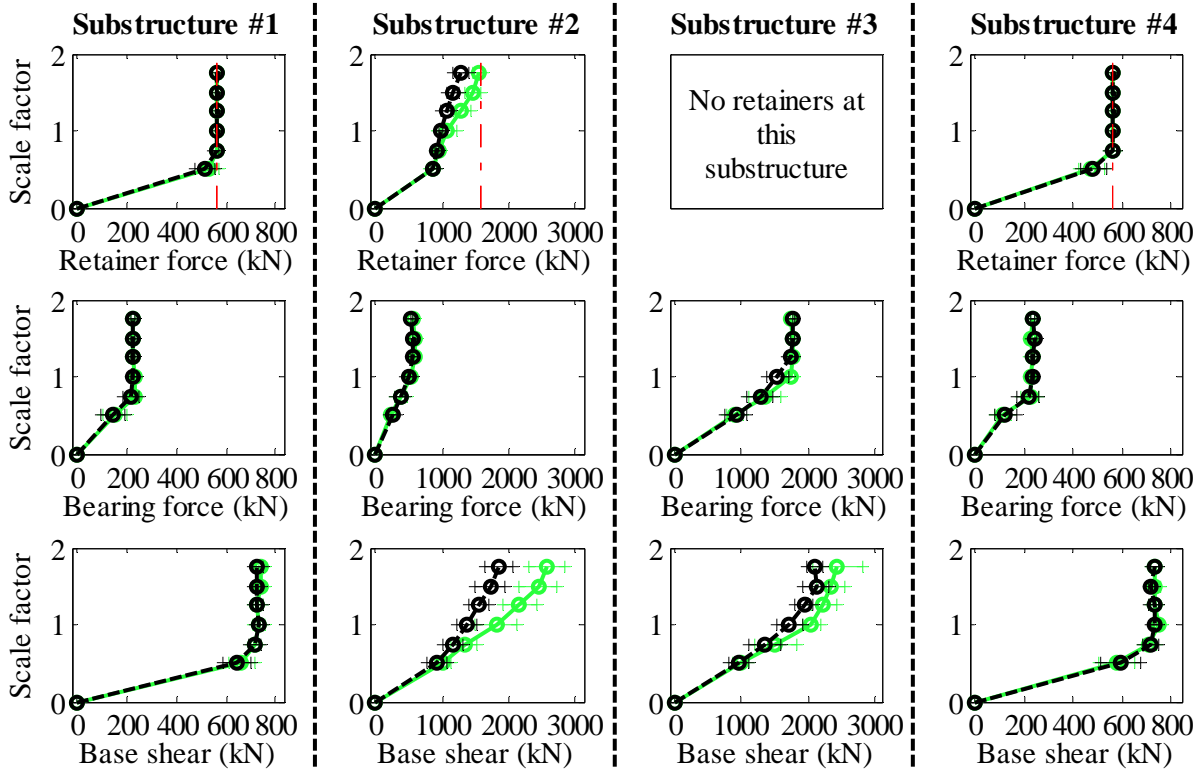 Substructure #1 Substructure #2 Substructure #3 Substructure #4
Scale factor
2
1
0
0 200 400 600 800
Retainer force (kN)
2
1
0
0 1000 2000 3000
Retainer force (kN)
No retainers at
this
substructure
2
1
0
0 200 400 600 800
Retainer force (kN)
Scale factor
2
1
0
0 200 400 600 800
Bearing force (kN)
2
1
0
0 1000 2000 3000
Bearing force (kN)
2
1
0
0 1000 2000 3000
Bearing force (kN)
2
1
0
0 200 400 600 800
Bearing force (kN)
Scale factor
2
1
0
0 200 400 600 800
Base shear (kN)
2
1
0
0 1000 2000 3000
Base shear (kN)
2
1
0
0 1000 2000 3000
Base shear (kN)
2
1
0
0 200 400 600 800
Base shear (kN)